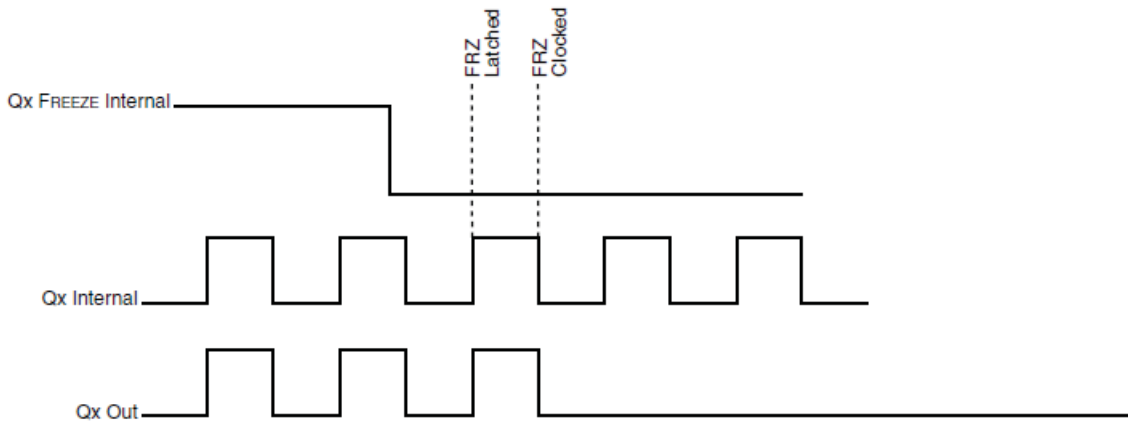 FRZ
Latched
FRZ
Clocked
Qx FREEZE Internal
Qx Internal
Qx Out